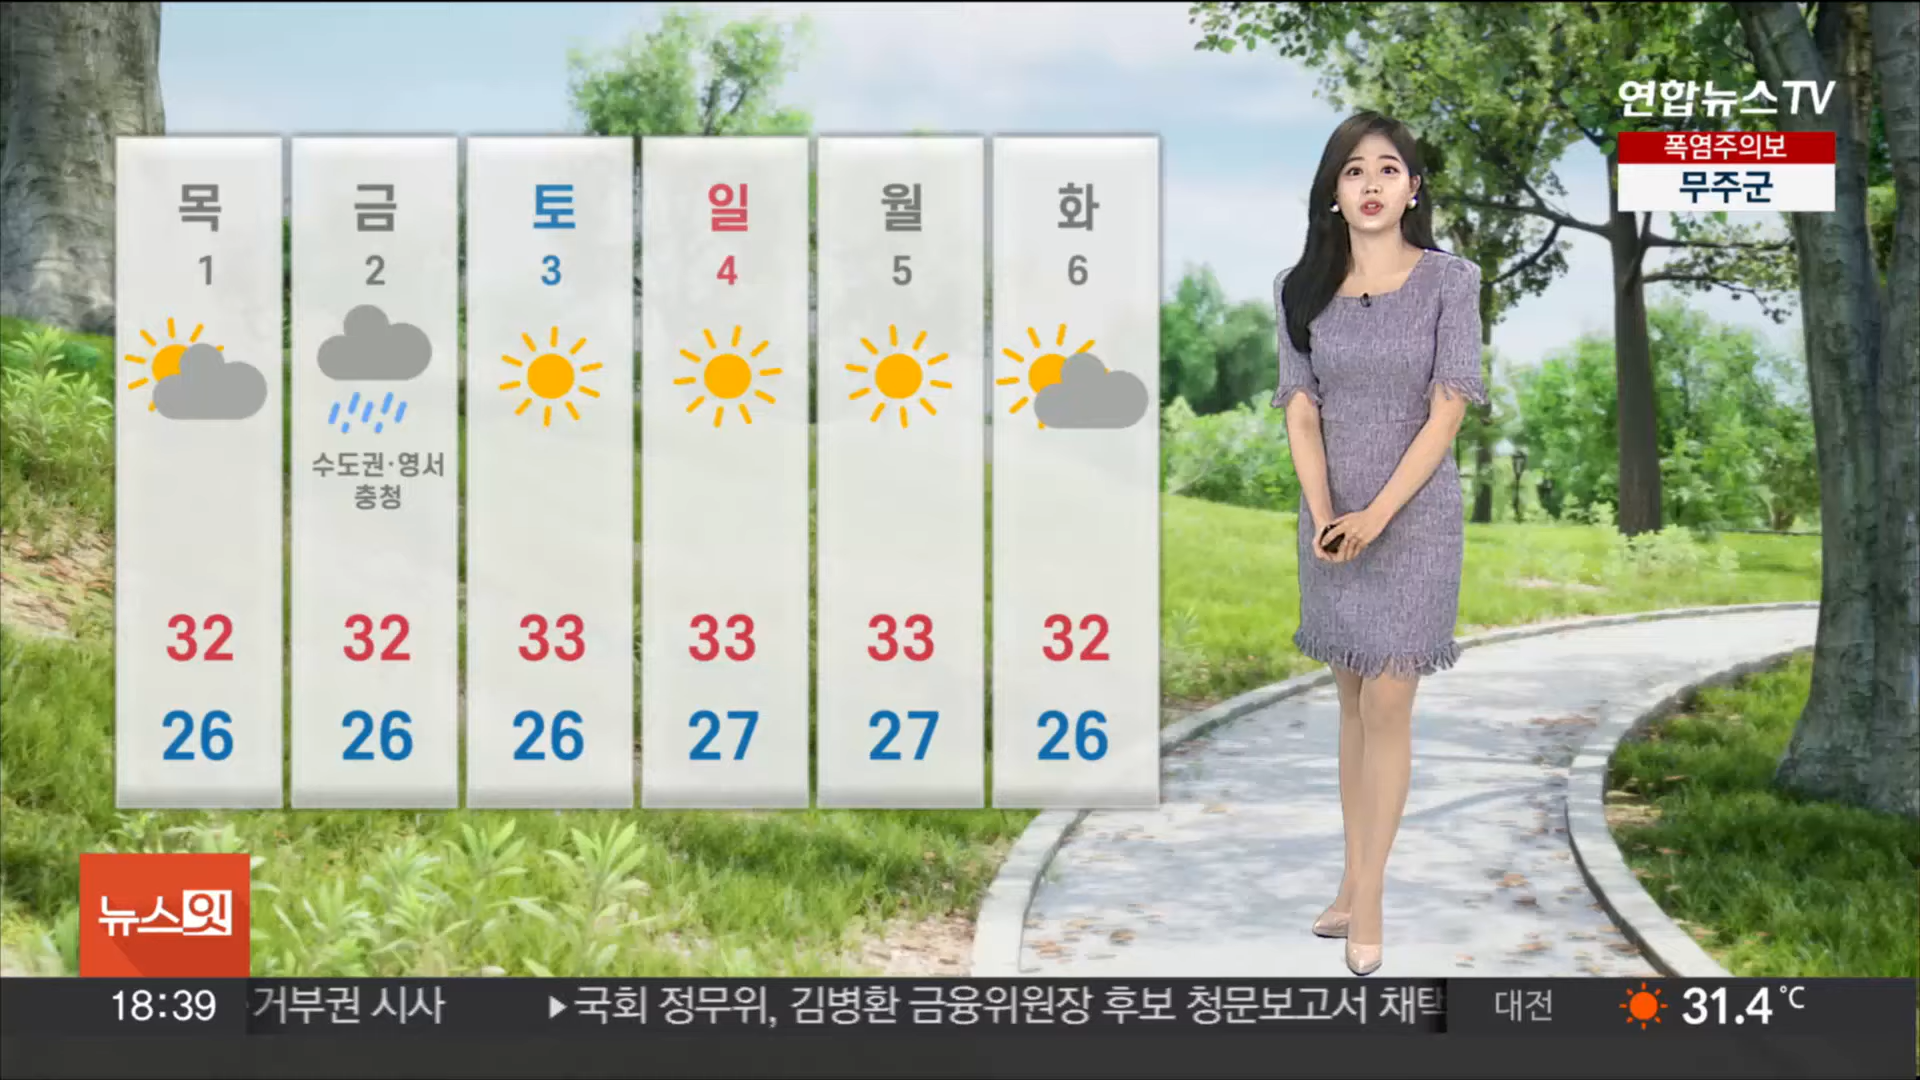 연합뉴스TV
폭염주의보
무주군
목 금 토 일 월 화
1 2 3 4 5 6
수도권·영서
충청
32 32 33 33 33 32
26 26 26 27 27 26
뉴스잇
18:39 거부권 시사 ▶국회 정무위, 김병환 금융위원장 후보 청문보고서 채택 대전 31.4℃